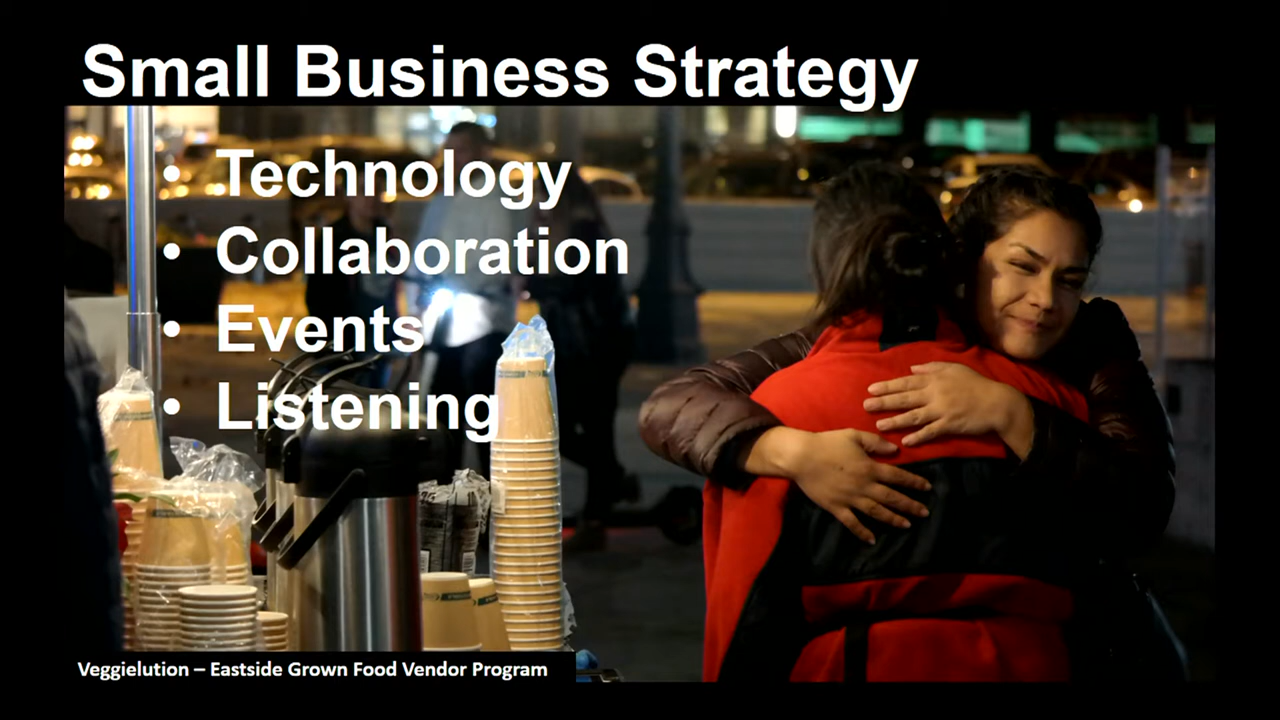 Small Business Strategy
• Technology
• Collaboration
• Events
• Listening
Veggielution – Eastside Grown Food Vendor Program